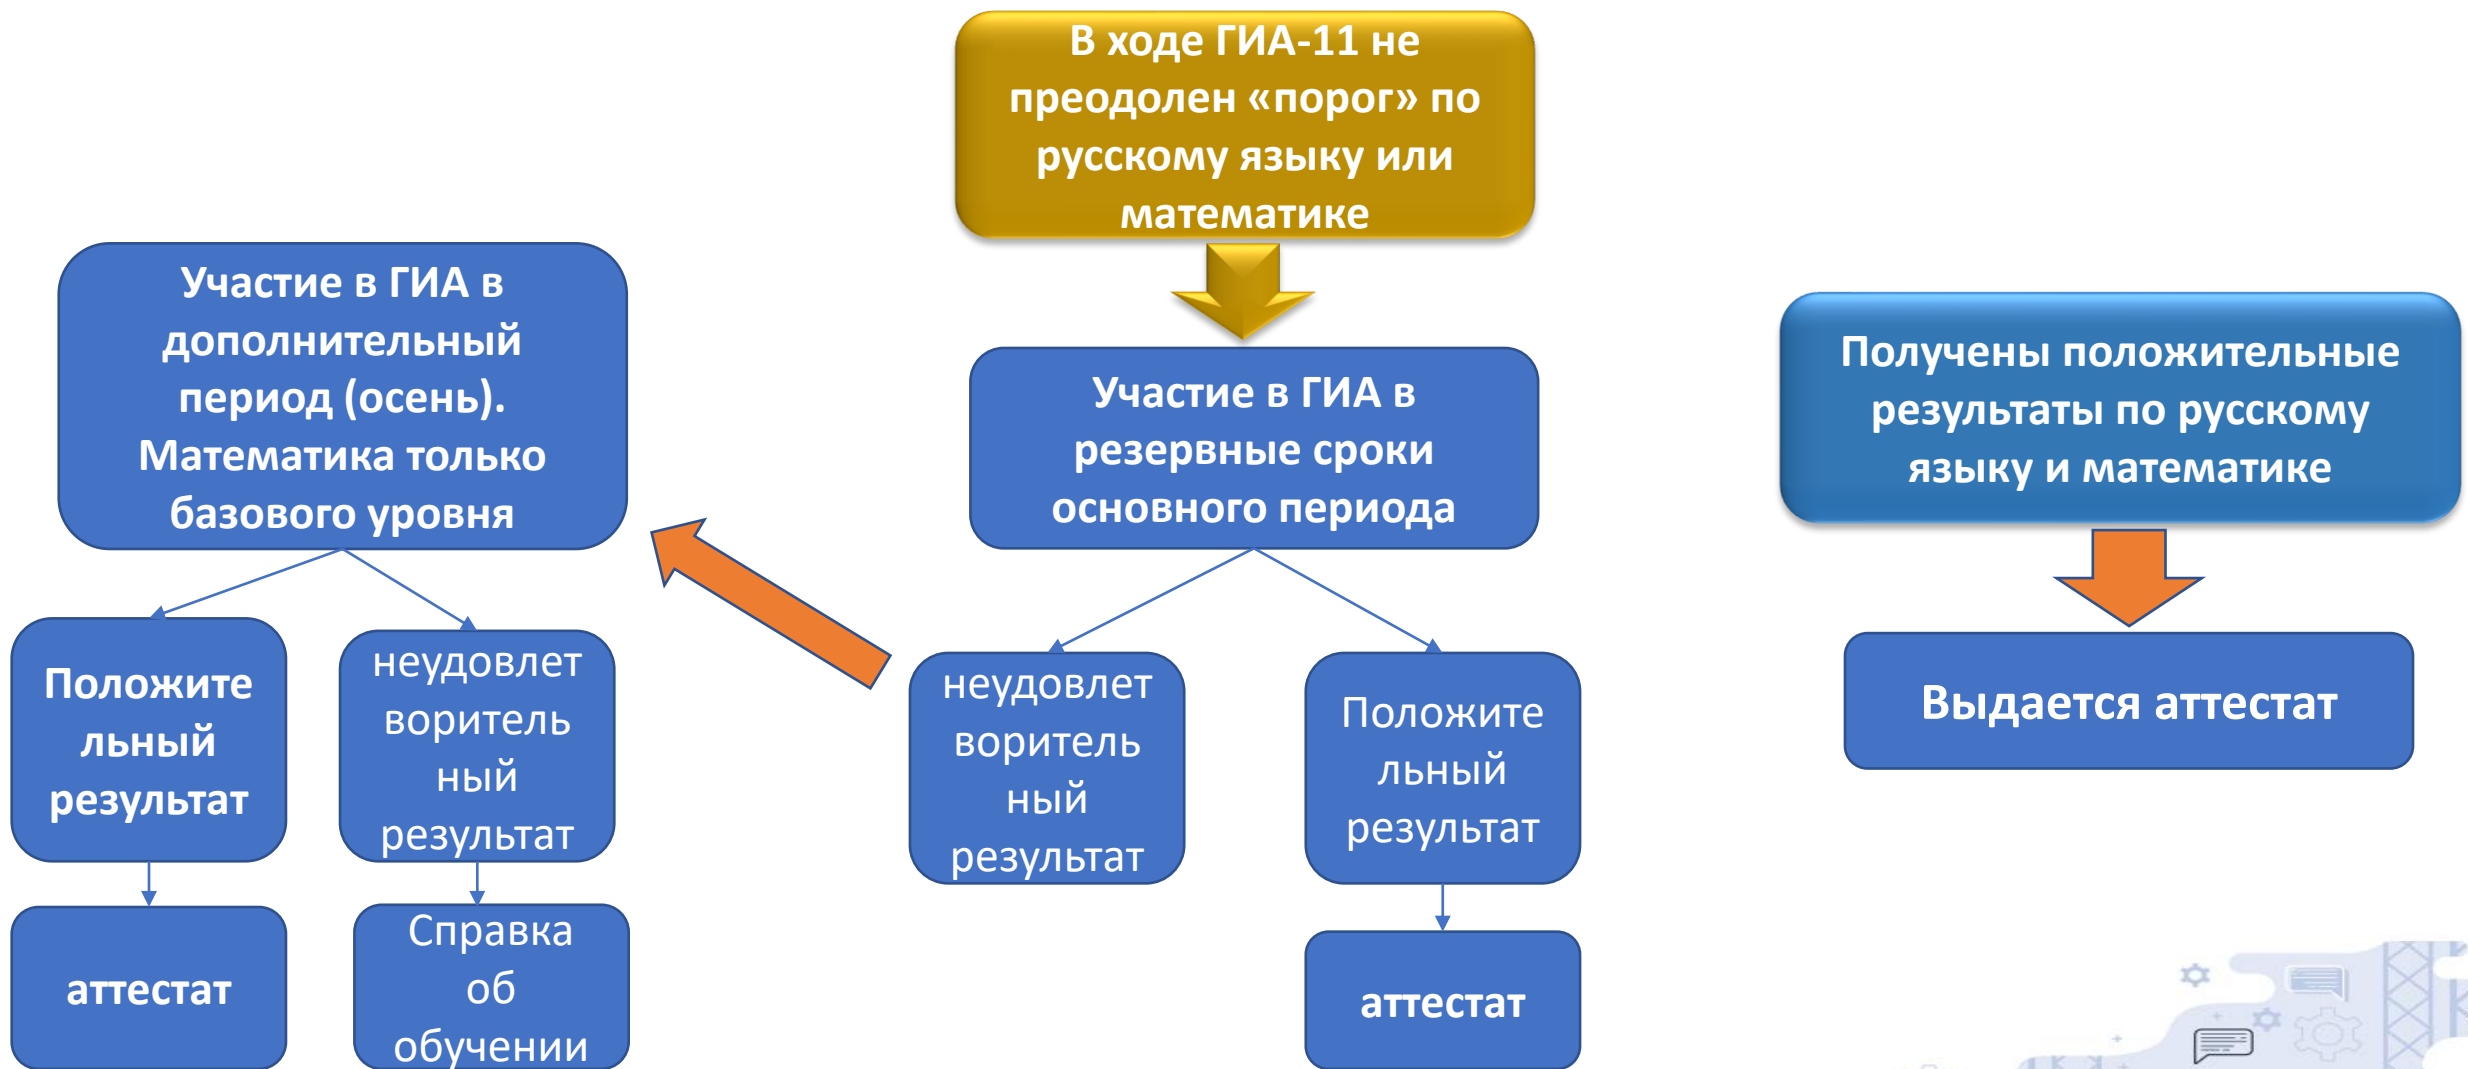 В ходе ГИА-11 не
преодолен «порог» по
русскому языку или
математике
Участие в ГИА в
дополнительный
период (осень).
Математика только
базового уровня
Участие в ГИА в
резервные сроки
основного периода
Получены положительные
результаты по русскому
языку и математике
Положите
льный
результат
неудовлет
воритель
ный
результат
неудовлет
воритель
ный
результат
Положите
льный
результат
Выдается аттестат
аттестат
Справка
об
обучении
аттестат